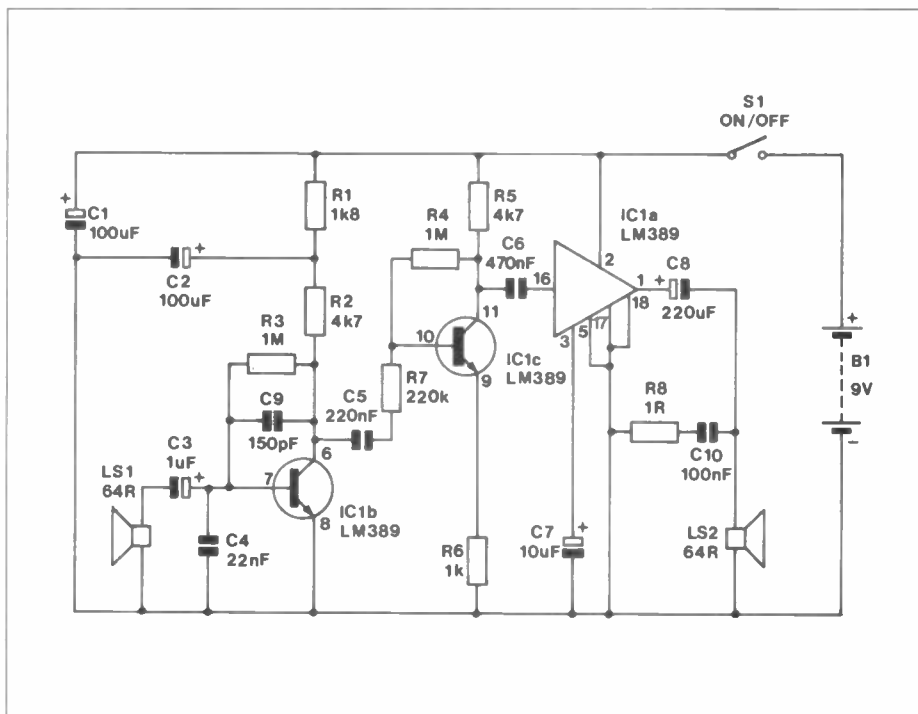 S1
ON/OFF
C1
100uF
C2
100uF
R1
1k8
R2
4k7
R3
1M
C9
150pF
C3
1uF
LS1
64R
C4
22nF
7
6
8
IC1b
LM389
C5
220nF
R7
220k
R4
1M
R5
4k7
C6
470nF
10
11
9
IC1c
LM389
R6
1k
16
IC1a
LM389
2
1
18
17
5
3
C7
10uF
C8
220uF
R8
1R
C10
100nF
LS2
64R
B1
9V
+
+
+
+
+
+
−